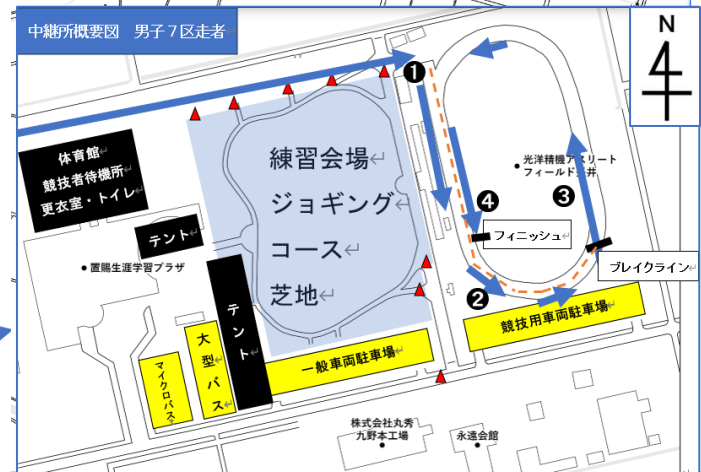 中継所概要図　男子７区走者
N
❶
体育館
競技者待機所
更衣室・トイレ
練習会場
ジョギング
コース
芝地
光洋精機アスリート
フィールド長井
❸
❹
フィニッシュ
テント
置賜生涯学習プラザ
ブレイクライン
❷
テント
大型バス
マイクロバス
一般車両駐車場
競技用車両駐車場
株式会社丸秀
九野本工場
永遠会館